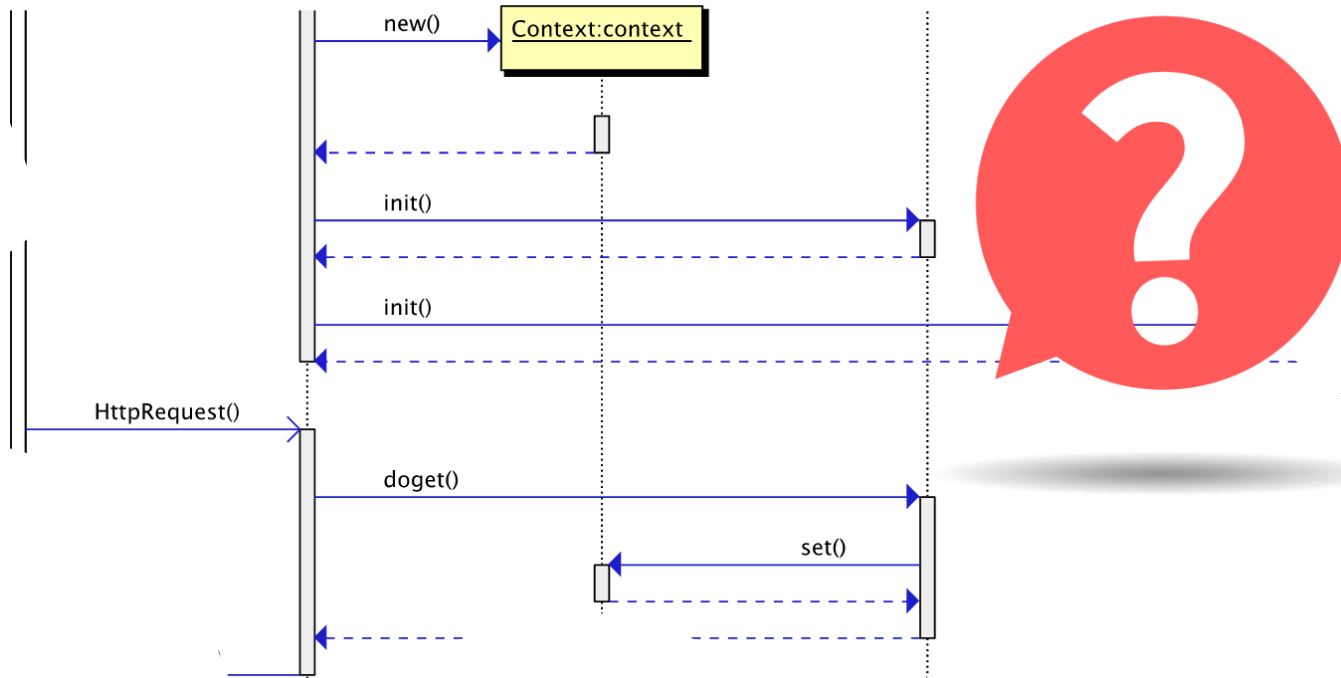 new()
Context:context
init()
init()
HttpRequest()
doget()
set()
?